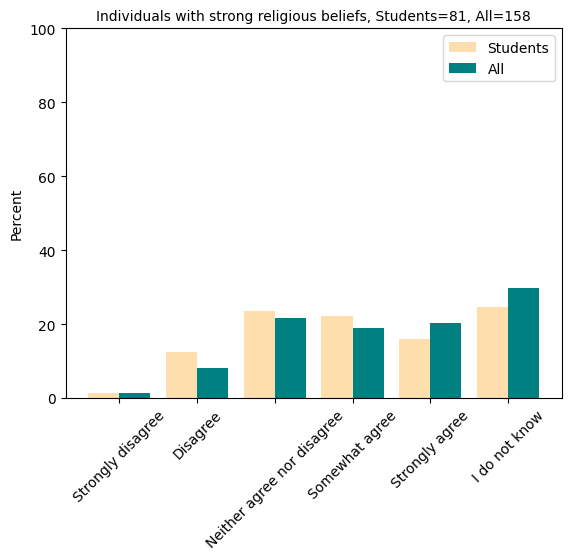 Individuals with strong religious beliefs, Students=81, All=158
100
80
60
40
20
0
Percent
Students
All
Strongly disagree
Disagree
Neither agree nor disagree
Somewhat agree
Strongly agree
I do not know